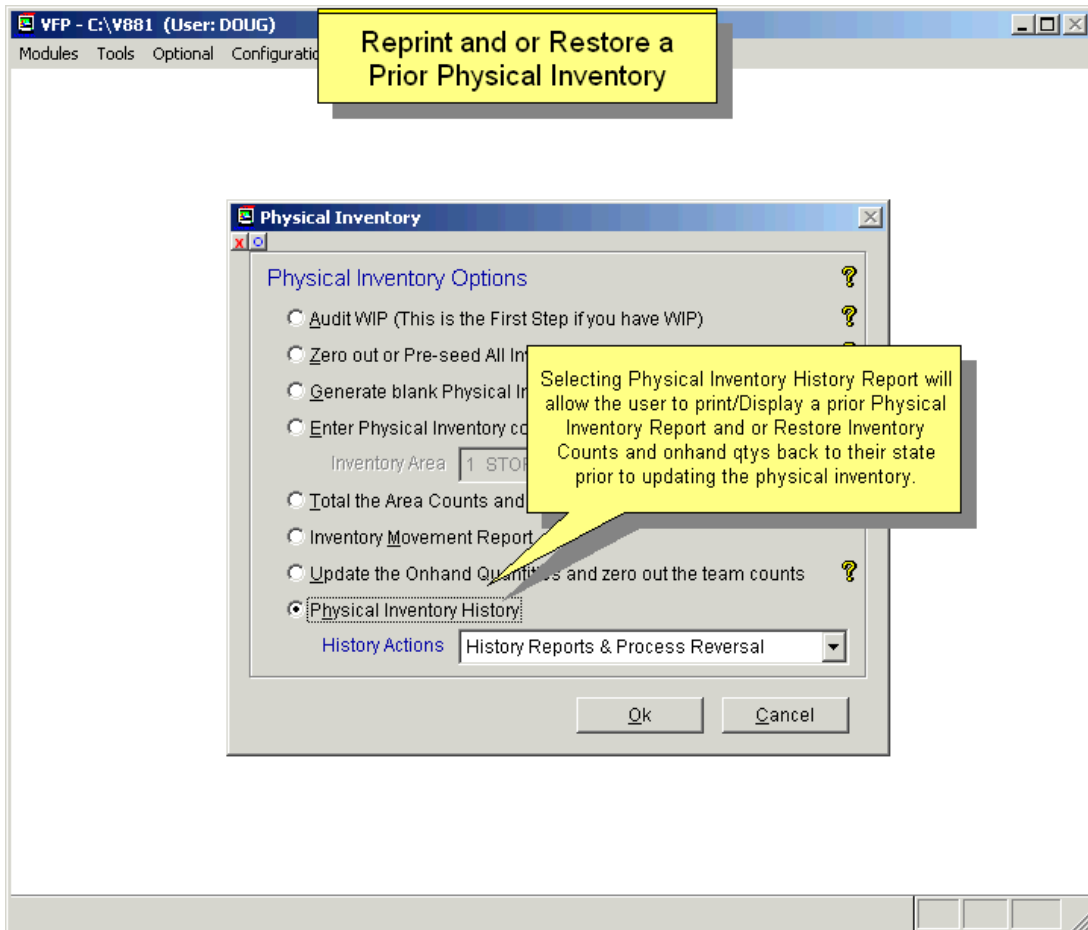 VFP - C:\V881 (User: DOUG)
Modules Tools Optional
Reprint and or Restore a
Prior Physical Inventory
Physical Inventory
Physical Inventory Options
Audit WIP (This is the First Step if you have WIP)
Zero out or Pre-seed All
Generate blank Physical
Enter Physical Inventory
Inventory Area 1
Total the Area Counts and
Inventory Movement Report
Update the Onhand Quantities and zero out the team counts
Physical Inventory History
History Actions History Reports & Process Reversal
Selecting Physical Inventory History Report will
allow the user to print/Display a prior Physical
Inventory Report and or Restore Inventory
Counts and onhand qtys back to their state
prior to updating the physical inventory.
Ok Cancel